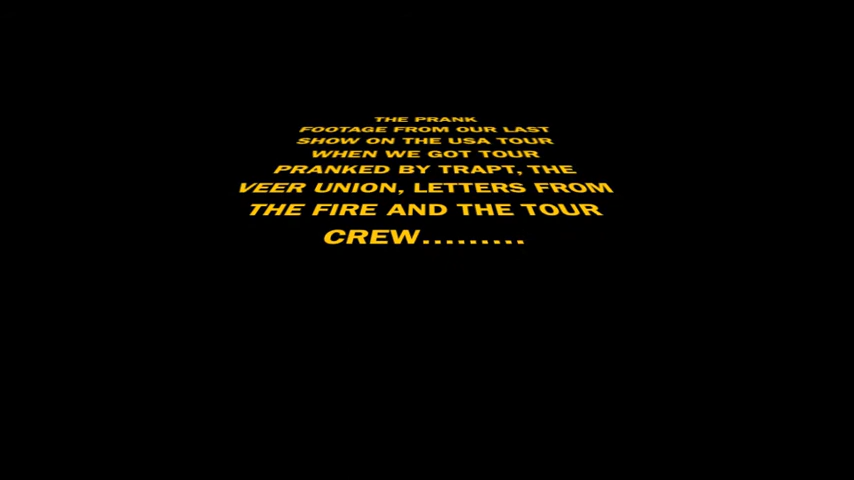 THE PRANK
FOOTAGE FROM OUR LAST
SHOW ON THE USA TOUR
WHEN WE GOT TOUR
PRANKED BY TRAPT, THE
VEER UNION, LETTERS FROM
THE FIRE AND THE TOUR
CREW.........